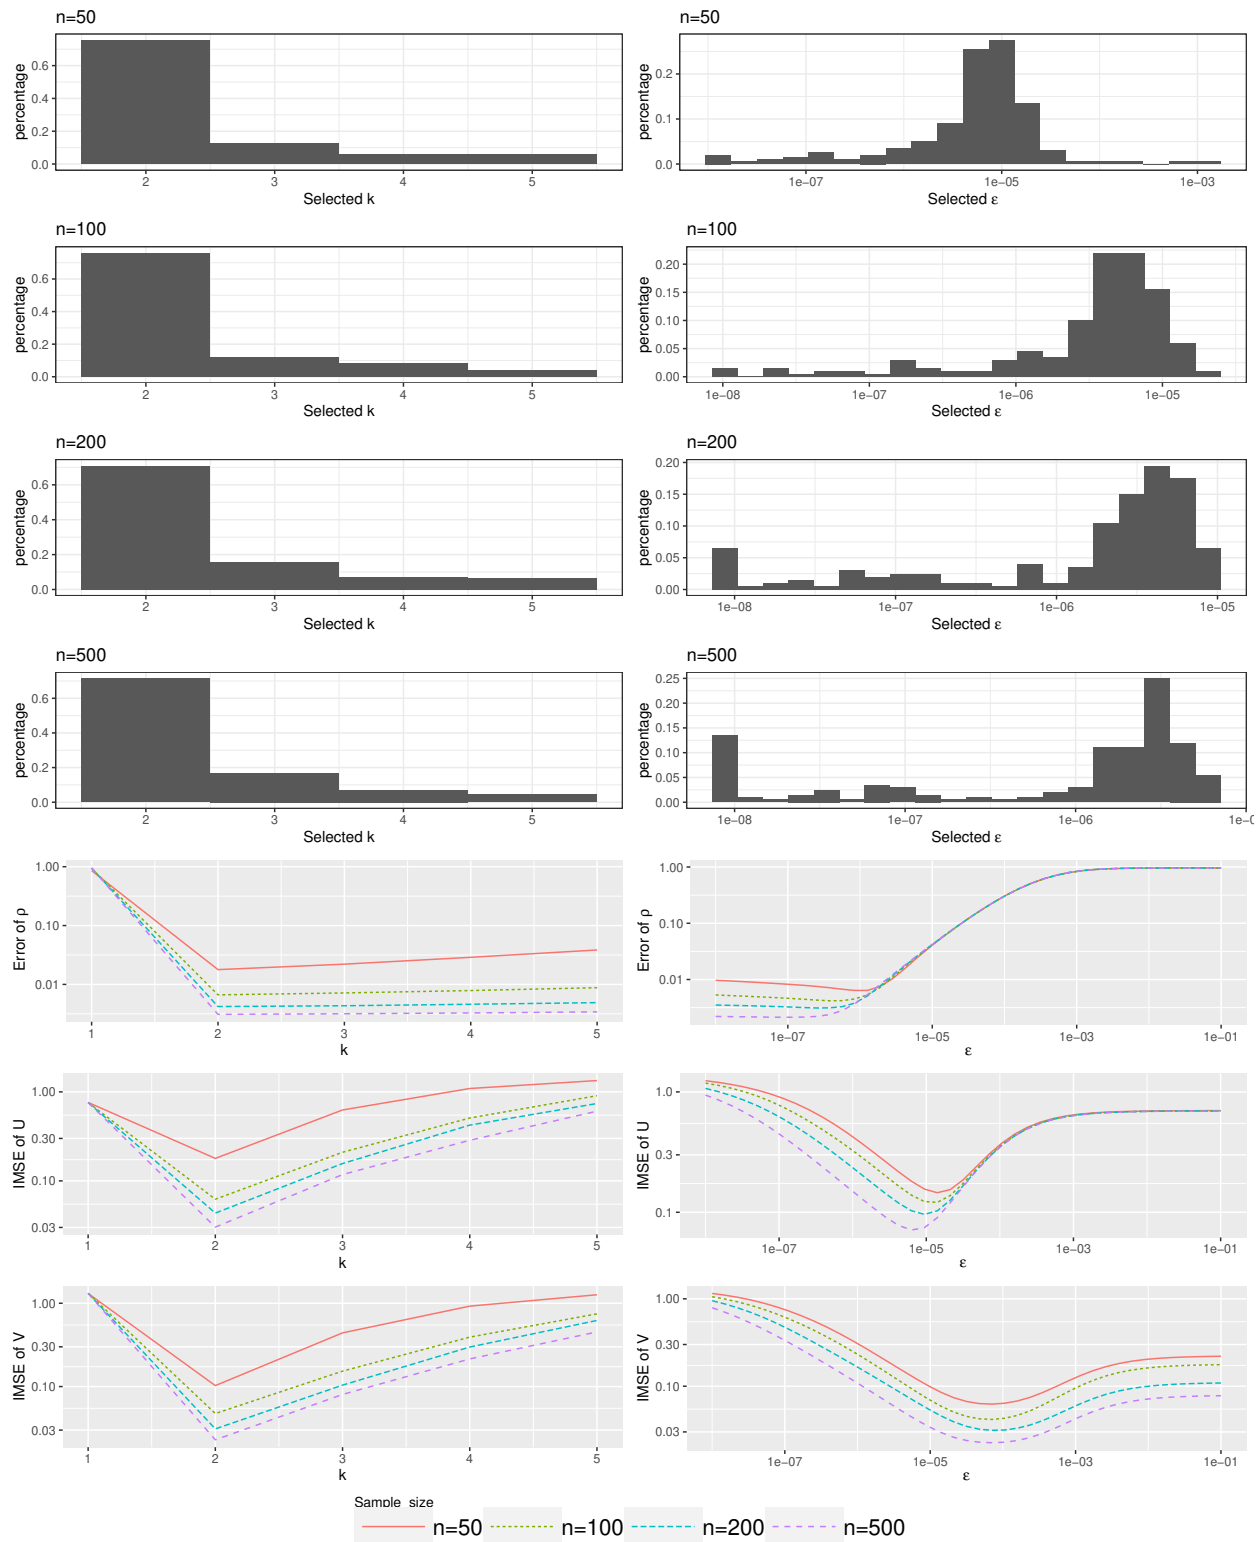 n=50
percentage
0.6
0.4
0.2
0.0
2 3 4 5
Selected k
n=50
percentage
0.2
0.1
0.0
1e−07 1e−05 1e−03
Selected ε
n=100
percentage
0.6
0.4
0.2
0.0
2 3 4 5
Selected k
n=100
percentage
0.20
0.15
0.10
0.05
0.00
1e−08 1e−07 1e−06 1e−05
Selected ε
n=200
percentage
0.6
0.4
0.2
0.0
2 3 4 5
Selected k
n=200
percentage
0.20
0.15
0.10
0.05
0.00
1e−08 1e−07 1e−06 1e−05
Selected ε
n=500
percentage
0.6
0.4
0.2
0.0
2 3 4 5
Selected k
n=500
percentage
0.25
0.20
0.15
0.10
0.05
0.00
1e−08 1e−07 1e−06
Selected ε
Error of ρ
1.00
0.10
0.01
1 2 3 4 5
k
Error of ρ
1.00
0.10
0.01
1e−07 1e−05 1e−03 1e−01
ε
IMSE of U
1.00
0.30
0.10
0.03
1 2 3 4 5
k
IMSE of U
1.0
0.3
0.1
1e−07 1e−05 1e−03 1e−01
ε
IMSE of V
1.00
0.30
0.10
0.03
1 2 3 4 5
k
IMSE of V
1.00
0.30
0.10
0.03
1e−07 1e−05 1e−03 1e−01
ε
Sample_size
n=50 n=100 n=200 n=500